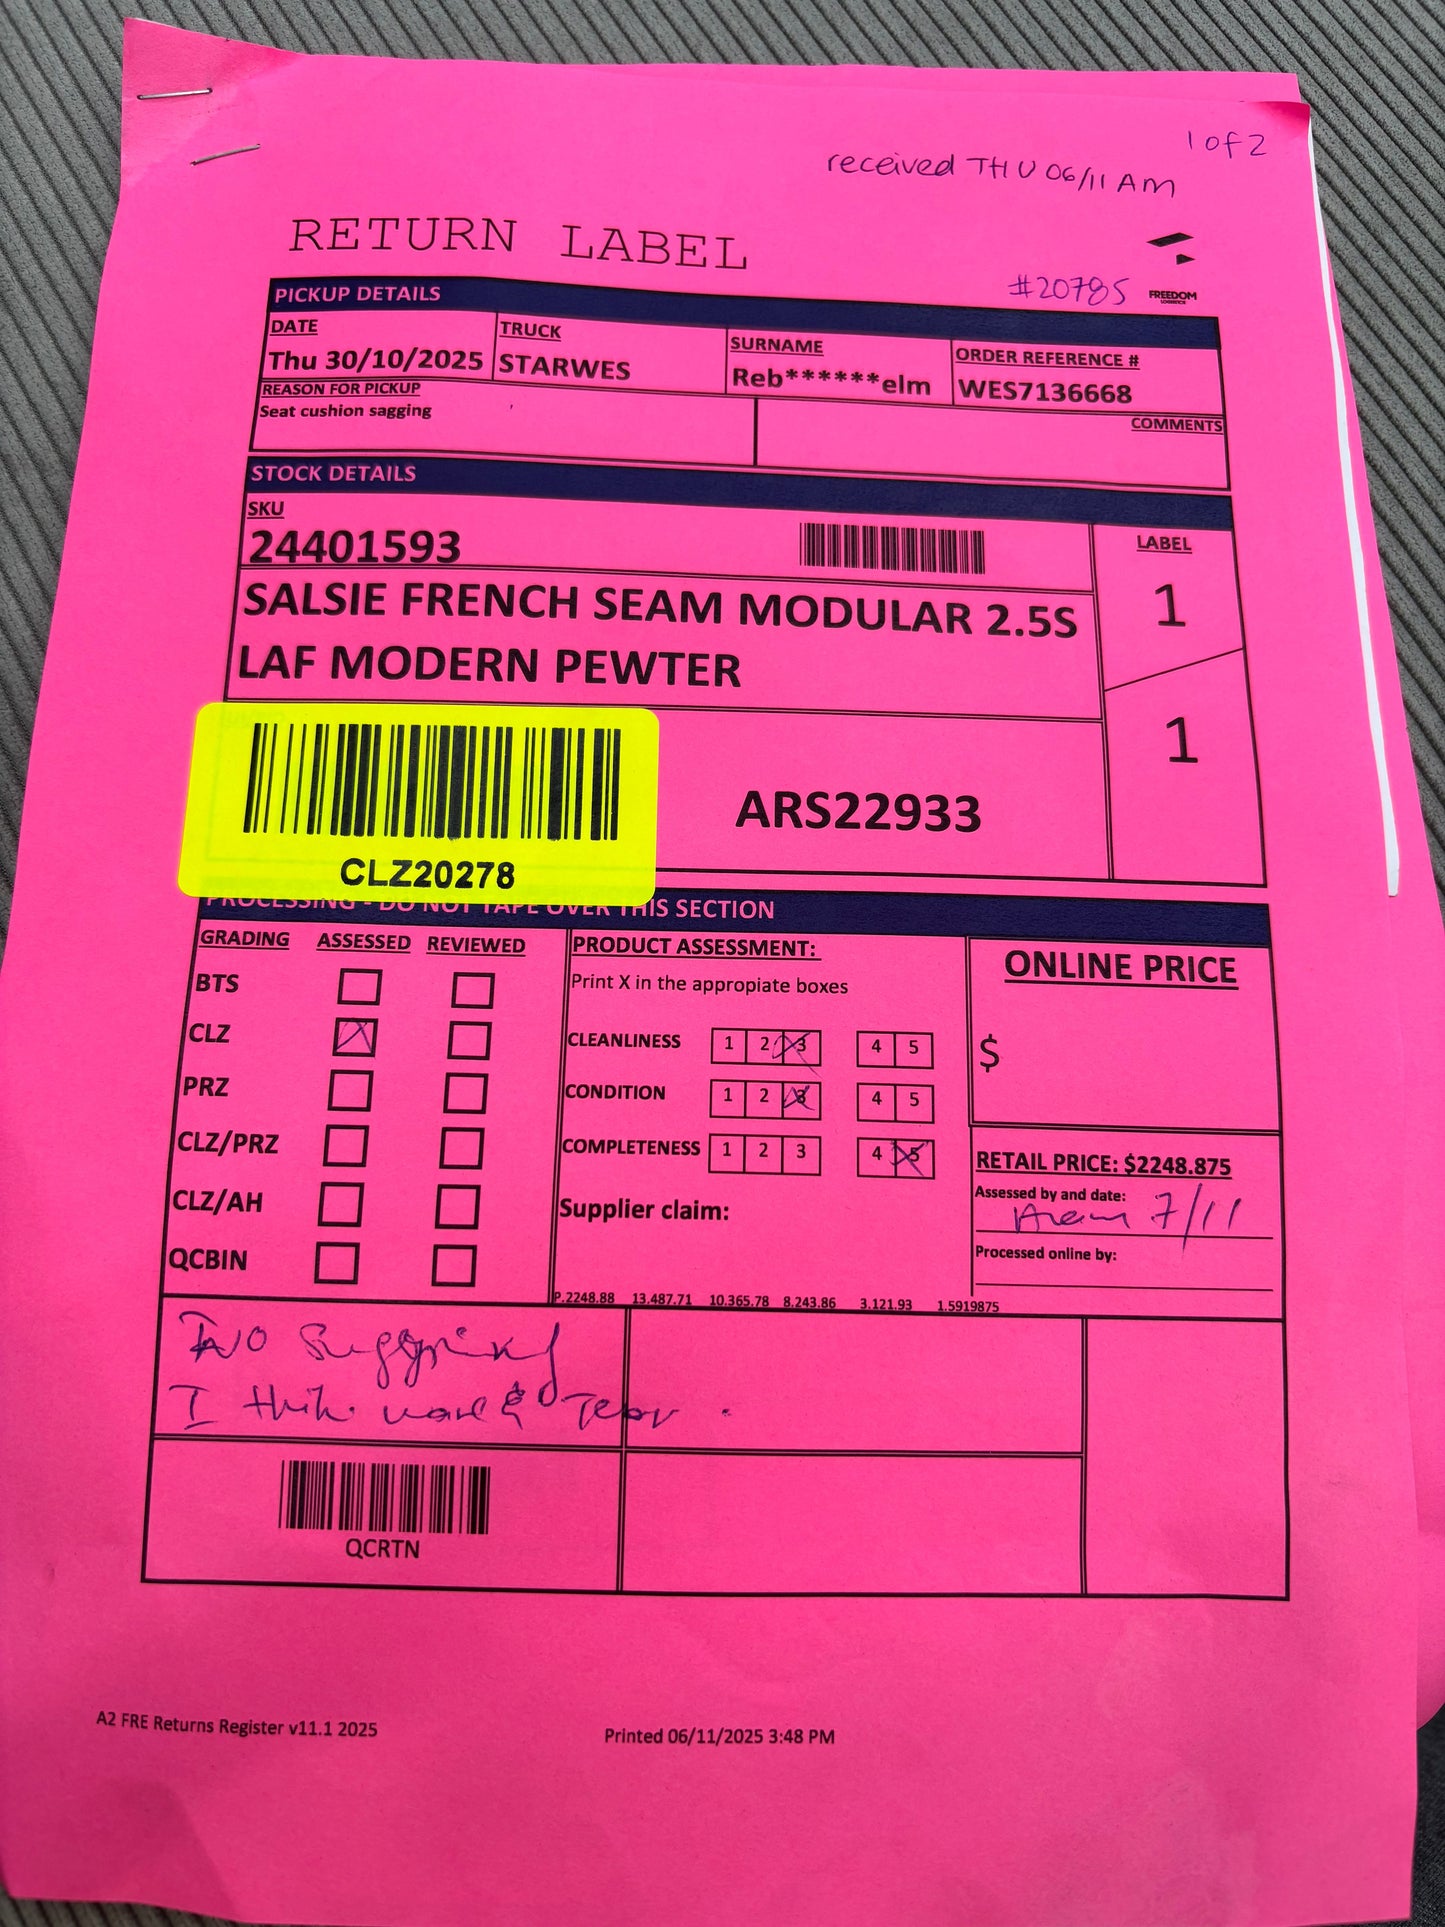 1 of 2
received THU 06/11 AM
RETURN LABEL
#20785
FREEDOM
LOGISTICS
PICKUP DETAILS
DATE TRUCK SURNAME ORDER REFERENCE #
Thu 30/10/2025 STARWES Reb******elm WES7136668
REASON FOR PICKUP
Seat cushion sagging
COMMENTS
STOCK DETAILS
SKU
24401593
LABEL
SALSIE FRENCH SEAM MODULAR 2.5S
LAF MODERN PEWTER
1
1
ARS22933
CLZ20278
PROCESSING - DO NOT TAPE OVER THIS SECTION
GRADING ASSESSED REVIEWED
BTS
CLZ
PRZ
CLZ/PRZ
CLZ/AH
QCBIN
PRODUCT ASSESSMENT:
Print X in the appropiate boxes
CLEANLINESS 1 2 3 4 5
CONDITION 1 2 3 4 5
COMPLETENESS 1 2 3 4 5
Supplier claim:
ONLINE PRICE
$
RETAIL PRICE: $2248.875
Assessed by and date:
7/11
Processed online by:
P.2248.88 13.487.71 10.365.78 8.243.86 3.121.93 1.5919875
NO
I think wear & Tear.
QCRTN
A2 FRE Returns Register v11.1 2025
Printed 06/11/2025 3:48 PM